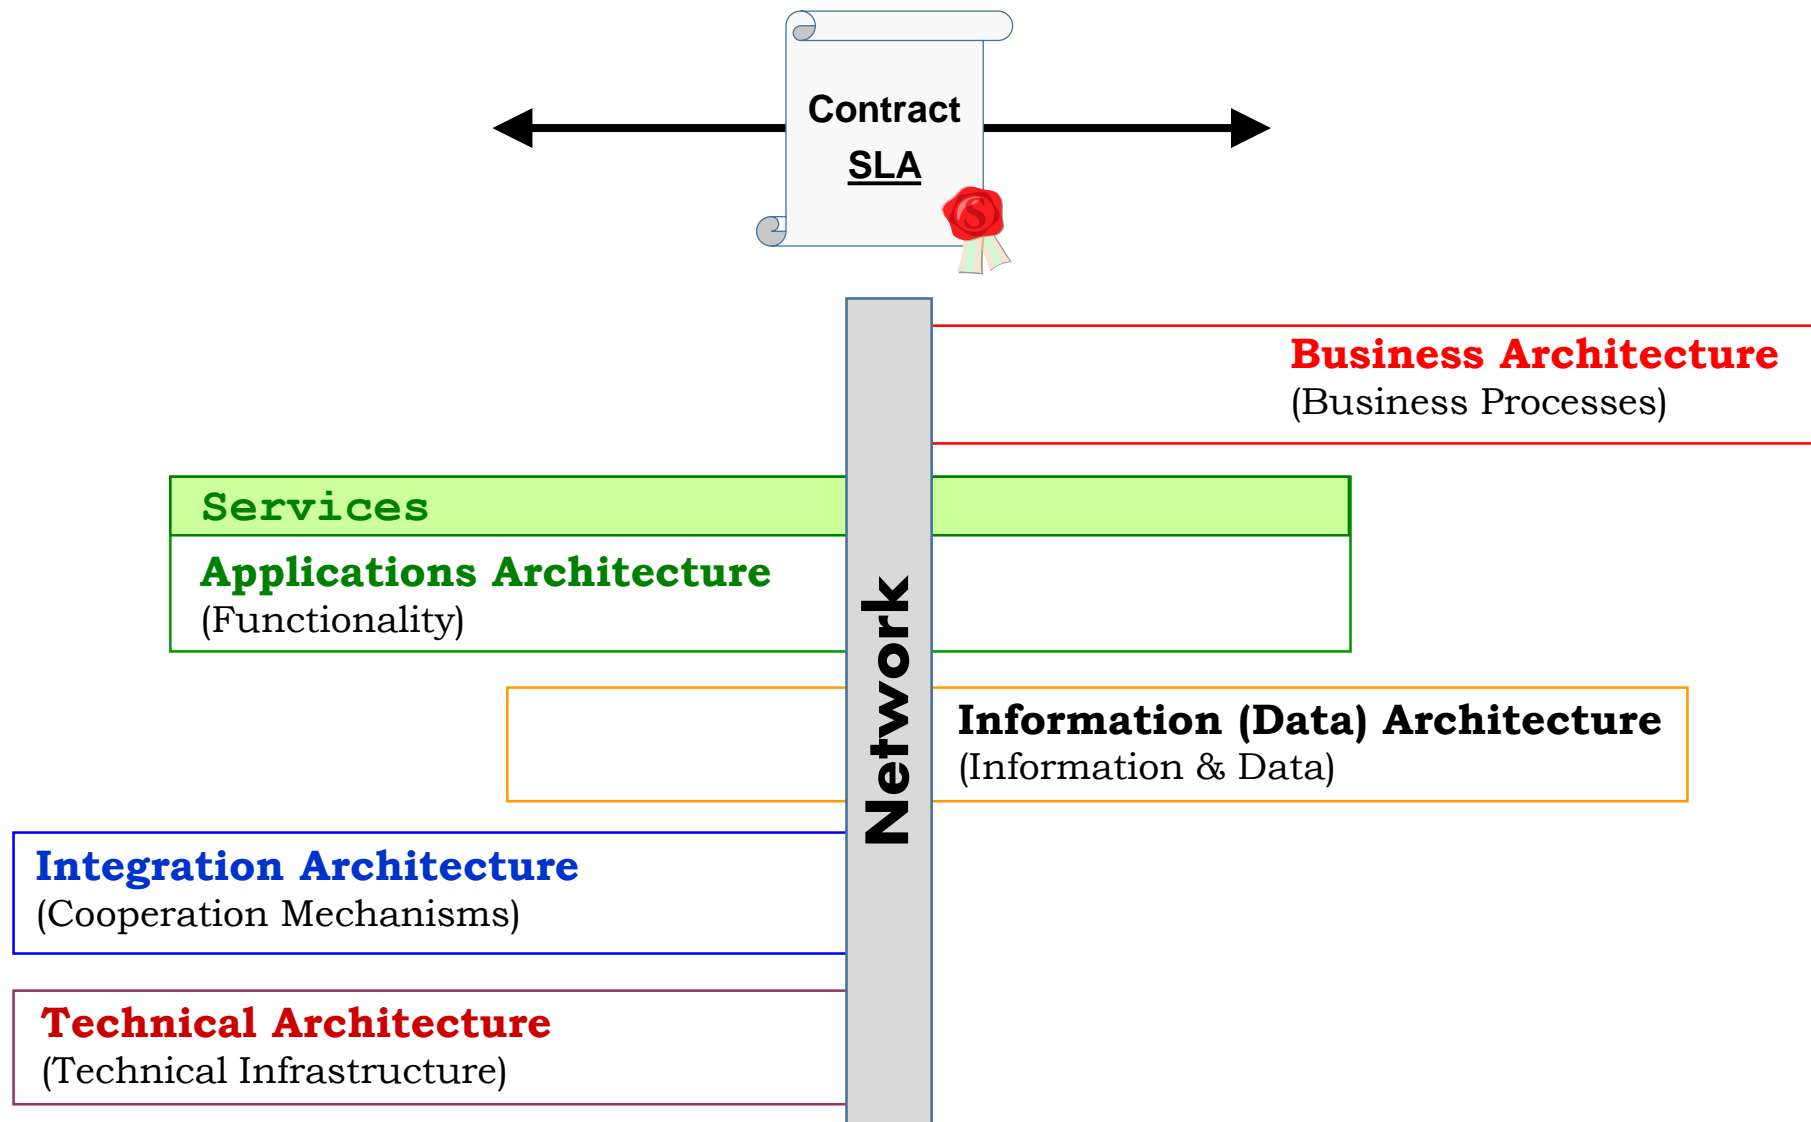 Contract
SLA
S
Business Architecture
(Business Processes)
Services
Applications Architecture
(Functionality)
Network
Information (Data) Architecture
(Information & Data)
Integration Architecture
(Cooperation Mechanisms)
Technical Architecture
(Technical Infrastructure)